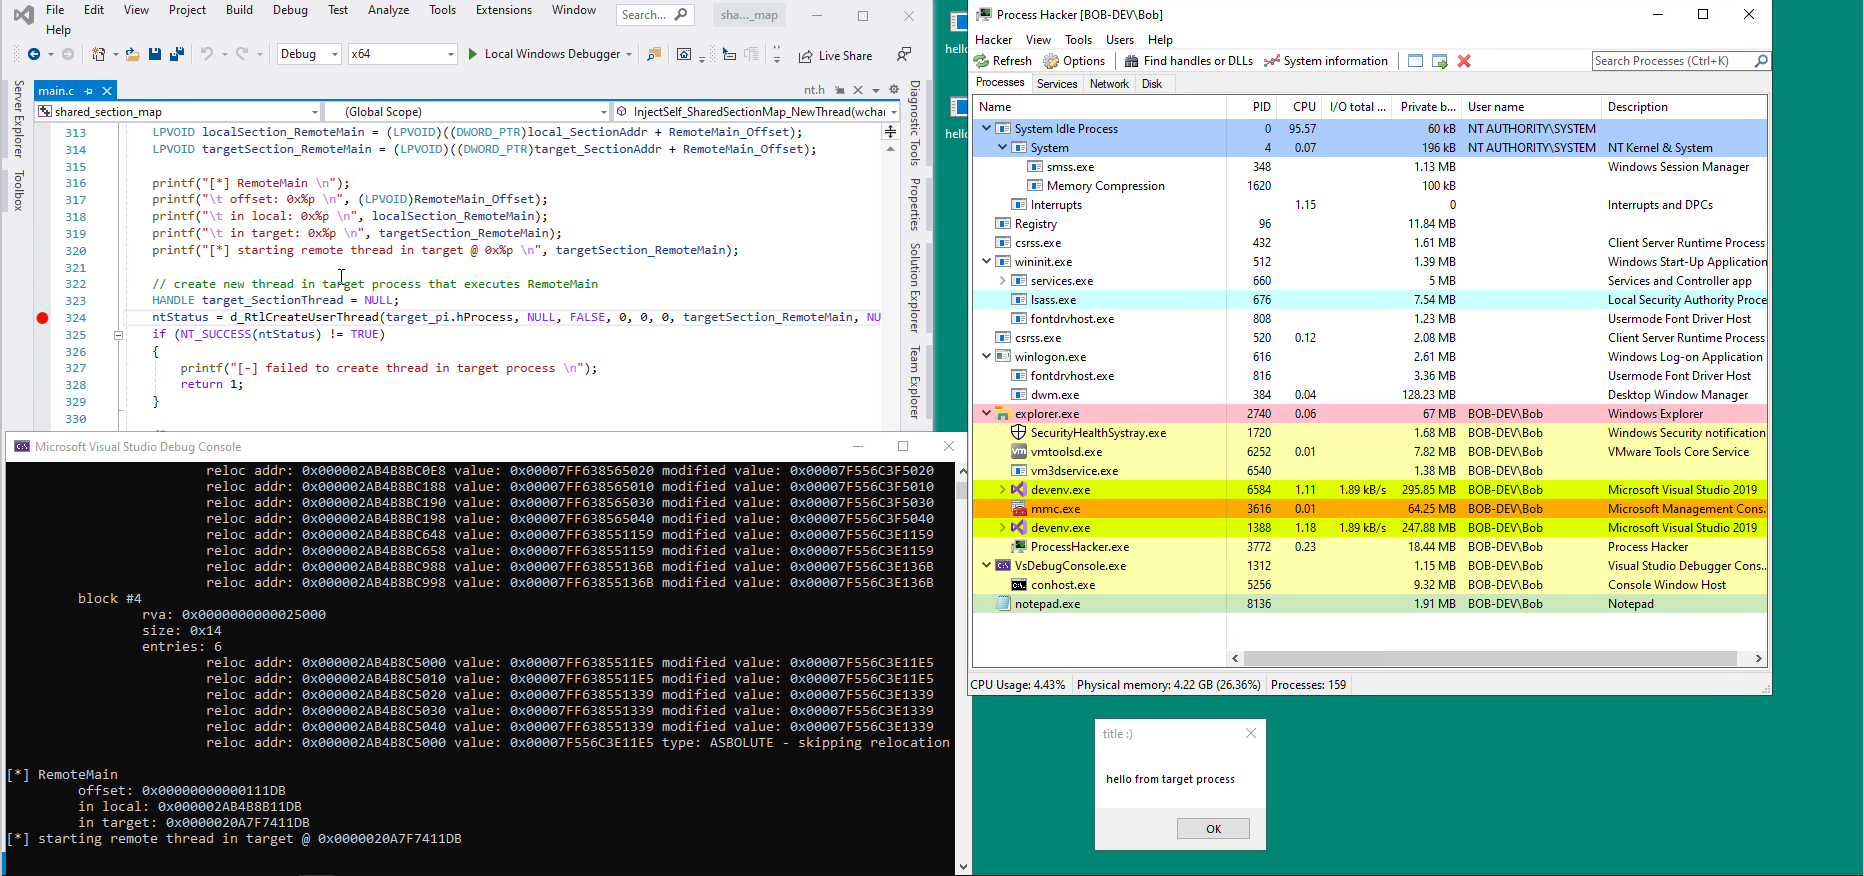 File Edit View Project Build Debug Test Analyze Tools Extensions Window Search... sha..._map
Help
Debug x64 Local Windows Debugger Live Share
main.c nt.h
shared_section_map (Global Scope) InjectSelf_SharedSectionMap_NewThread(wchar
Server Explorer
Toolbox
313 LPVOID localSection_RemoteMain = (LPVOID)((DWORD_PTR)local_SectionAddr + RemoteMain_Offset);
314 LPVOID targetSection_RemoteMain = (LPVOID)((DWORD_PTR)target_SectionAddr + RemoteMain_Offset);
315
316 printf("[*] RemoteMain \n");
317 printf("\t offset: 0x%p \n", (LPVOID)RemoteMain_Offset);
318 printf("\t in local: 0x%p \n", localSection_RemoteMain);
319 printf("\t in target: 0x%p \n", targetSection_RemoteMain);
320 printf("[*] starting remote thread in target @ 0x%p \n", targetSection_RemoteMain);
321
322 // create new thread in target process that executes RemoteMain
323 HANDLE target_SectionThread = NULL;
324 ntStatus = d_RtlCreateUserThread(target_pi.hProcess, NULL, FALSE, 0, 0, 0, targetSection_RemoteMain, NU
325 if (NT_SUCCESS(ntStatus) != TRUE)
326 {
327 printf("[-] failed to create thread in target process \n");
328 return 1;
329 }
330
Diagnostic Tools
Properties
Solution Explorer
Team Explorer
Microsoft Visual Studio Debug Console
reloc addr: 0x000002AB4B8BC0E8 value: 0x00007FF638565020 modified value: 0x00007F556C3F5020
reloc addr: 0x000002AB4B8BC188 value: 0x00007FF638565010 modified value: 0x00007F556C3F5010
reloc addr: 0x000002AB4B8BC190 value: 0x00007FF638565030 modified value: 0x00007F556C3F5030
reloc addr: 0x000002AB4B8BC198 value: 0x00007FF638565040 modified value: 0x00007F556C3F5040
reloc addr: 0x000002AB4B8BC648 value: 0x00007FF638551159 modified value: 0x00007F556C3E1159
reloc addr: 0x000002AB4B8BC658 value: 0x00007FF638551159 modified value: 0x00007F556C3E1159
reloc addr: 0x000002AB4B8BC988 value: 0x00007FF63855136B modified value: 0x00007F556C3E136B
reloc addr: 0x000002AB4B8BC998 value: 0x00007FF63855136B modified value: 0x00007F556C3E136B
block #4
rva: 0x0000000000025000
size: 0x14
entries: 6
reloc addr: 0x000002AB4B8C5000 value: 0x00007FF6385511E5 modified value: 0x00007F556C3E11E5
reloc addr: 0x000002AB4B8C5010 value: 0x00007FF6385511E5 modified value: 0x00007F556C3E11E5
reloc addr: 0x000002AB4B8C5020 value: 0x00007FF638551339 modified value: 0x00007F556C3E1339
reloc addr: 0x000002AB4B8C5030 value: 0x00007FF638551339 modified value: 0x00007F556C3E1339
reloc addr: 0x000002AB4B8C5040 value: 0x00007FF638551339 modified value: 0x00007F556C3E1339
reloc addr: 0x000002AB4B8C5000 value: 0x00007F556C3E11E5 type: ASBOLUTE - skipping relocation
[*] RemoteMain
offset: 0x00000000000111DB
in local: 0x000002AB4B8B11DB
in target: 0x0000020A7F7411DB
[*] starting remote thread in target @ 0x0000020A7F7411DB
hello
hello
Process Hacker [BOB-DEV\Bob]
Hacker View Tools Users Help
Refresh Options Find handles or DLLs System information Search Processes (Ctrl+K)
Processes Services Network Disk
Name PID CPU I/O total ... Private b... User name Description
System Idle Process 0 95.57 60 kB NT AUTHORITY\SYSTEM
System 4 0.07 196 kB NT AUTHORITY\SYSTEM NT Kernel & System
smss.exe 348 1.13 MB Windows Session Manager
Memory Compression 1620 100 kB
Interrupts 1.15 0 Interrupts and DPCs
Registry 96 11.84 MB
csrss.exe 432 1.61 MB Client Server Runtime Process
wininit.exe 512 1.39 MB Windows Start-Up Application
services.exe 660 5 MB Services and Controller app
lsass.exe 676 7.54 MB Local Security Authority Proce
fontdrvhost.exe 808 1.23 MB Usermode Font Driver Host
csrss.exe 520 0.12 2.08 MB Client Server Runtime Process
winlogon.exe 616 2.61 MB Windows Log-on Application
fontdrvhost.exe 816 3.36 MB Usermode Font Driver Host
dwm.exe 384 0.04 128.23 MB Desktop Window Manager
explorer.exe 2740 0.06 67 MB BOB-DEV\Bob Windows Explorer
SecurityHealthSystray.exe 1720 1.68 MB BOB-DEV\Bob Windows Security notification
vmtoolsd.exe 6252 0.01 7.82 MB BOB-DEV\Bob VMware Tools Core Service
vm3dservice.exe 6540 1.38 MB BOB-DEV\Bob
devenv.exe 6584 1.11 1.89 kB/s 295.85 MB BOB-DEV\Bob Microsoft Visual Studio 2019
mmc.exe 3616 0.01 64.25 MB BOB-DEV\Bob Microsoft Management Cons...
devenv.exe 1388 1.18 1.89 kB/s 247.88 MB BOB-DEV\Bob Microsoft Visual Studio 2019
ProcessHacker.exe 3772 0.23 18.44 MB BOB-DEV\Bob Process Hacker
VsDebugConsole.exe 1312 1.15 MB BOB-DEV\Bob Visual Studio Debugger Cons...
conhost.exe 5256 9.32 MB BOB-DEV\Bob Console Window Host
notepad.exe 8136 1.91 MB BOB-DEV\Bob Notepad
CPU Usage: 4.43% Physical memory: 4.22 GB (26.36%) Processes: 159
title :)
hello from target process
OK